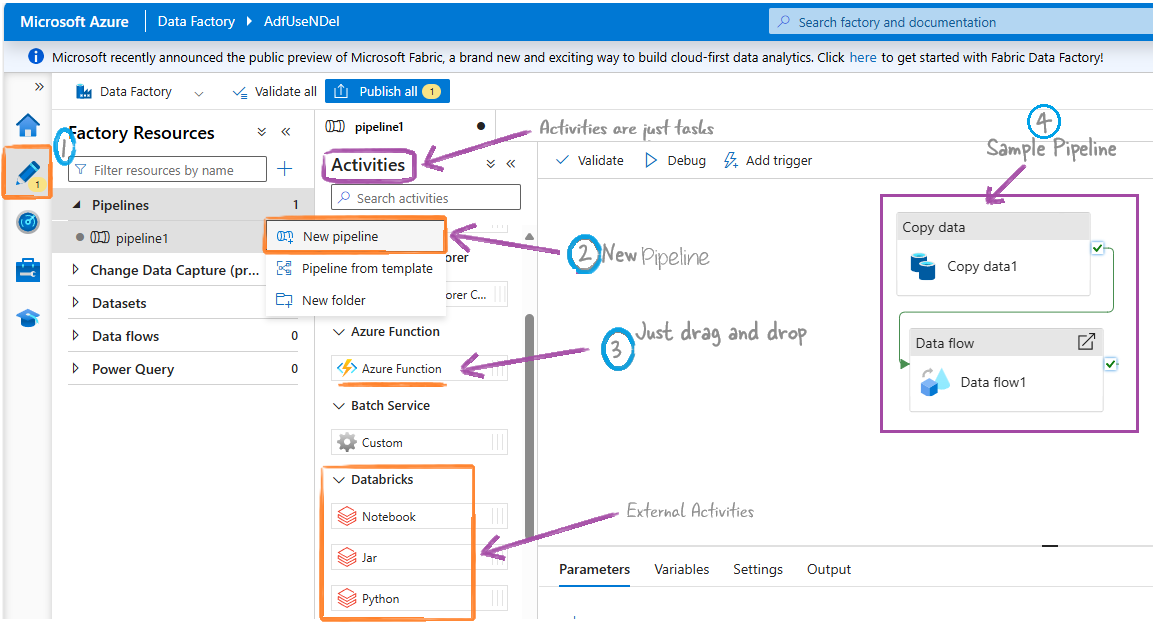 Microsoft Azure
Data Factory
AdfUseNDel
Search factory and documentation
Microsoft recently announced the public preview of Microsoft Fabric, a brand new and exciting way to build cloud-first data analytics. Click here to get started with Fabric Data Factory!
Data Factory
Validate all
Publish all
1
1
Factory Resources
Filter resources by name
1
Pipelines
1
pipeline1
Change Data Capture (pr...
Datasets
Data flows
0
Power Query
0
New pipeline
Pipeline from template
New folder
pipeline1
Activities
Activities are just tasks
Search activities
orer
orer C...
Azure Function
Azure Function
Batch Service
Custom
Databricks
Notebook
Jar
Python
Validate
Debug
Add trigger
2 New Pipeline
3 Just drag and drop
External Activities
4
Sample Pipeline
Copy data
Copy data1
Data flow
Data flow1
Parameters
Variables
Settings
Output